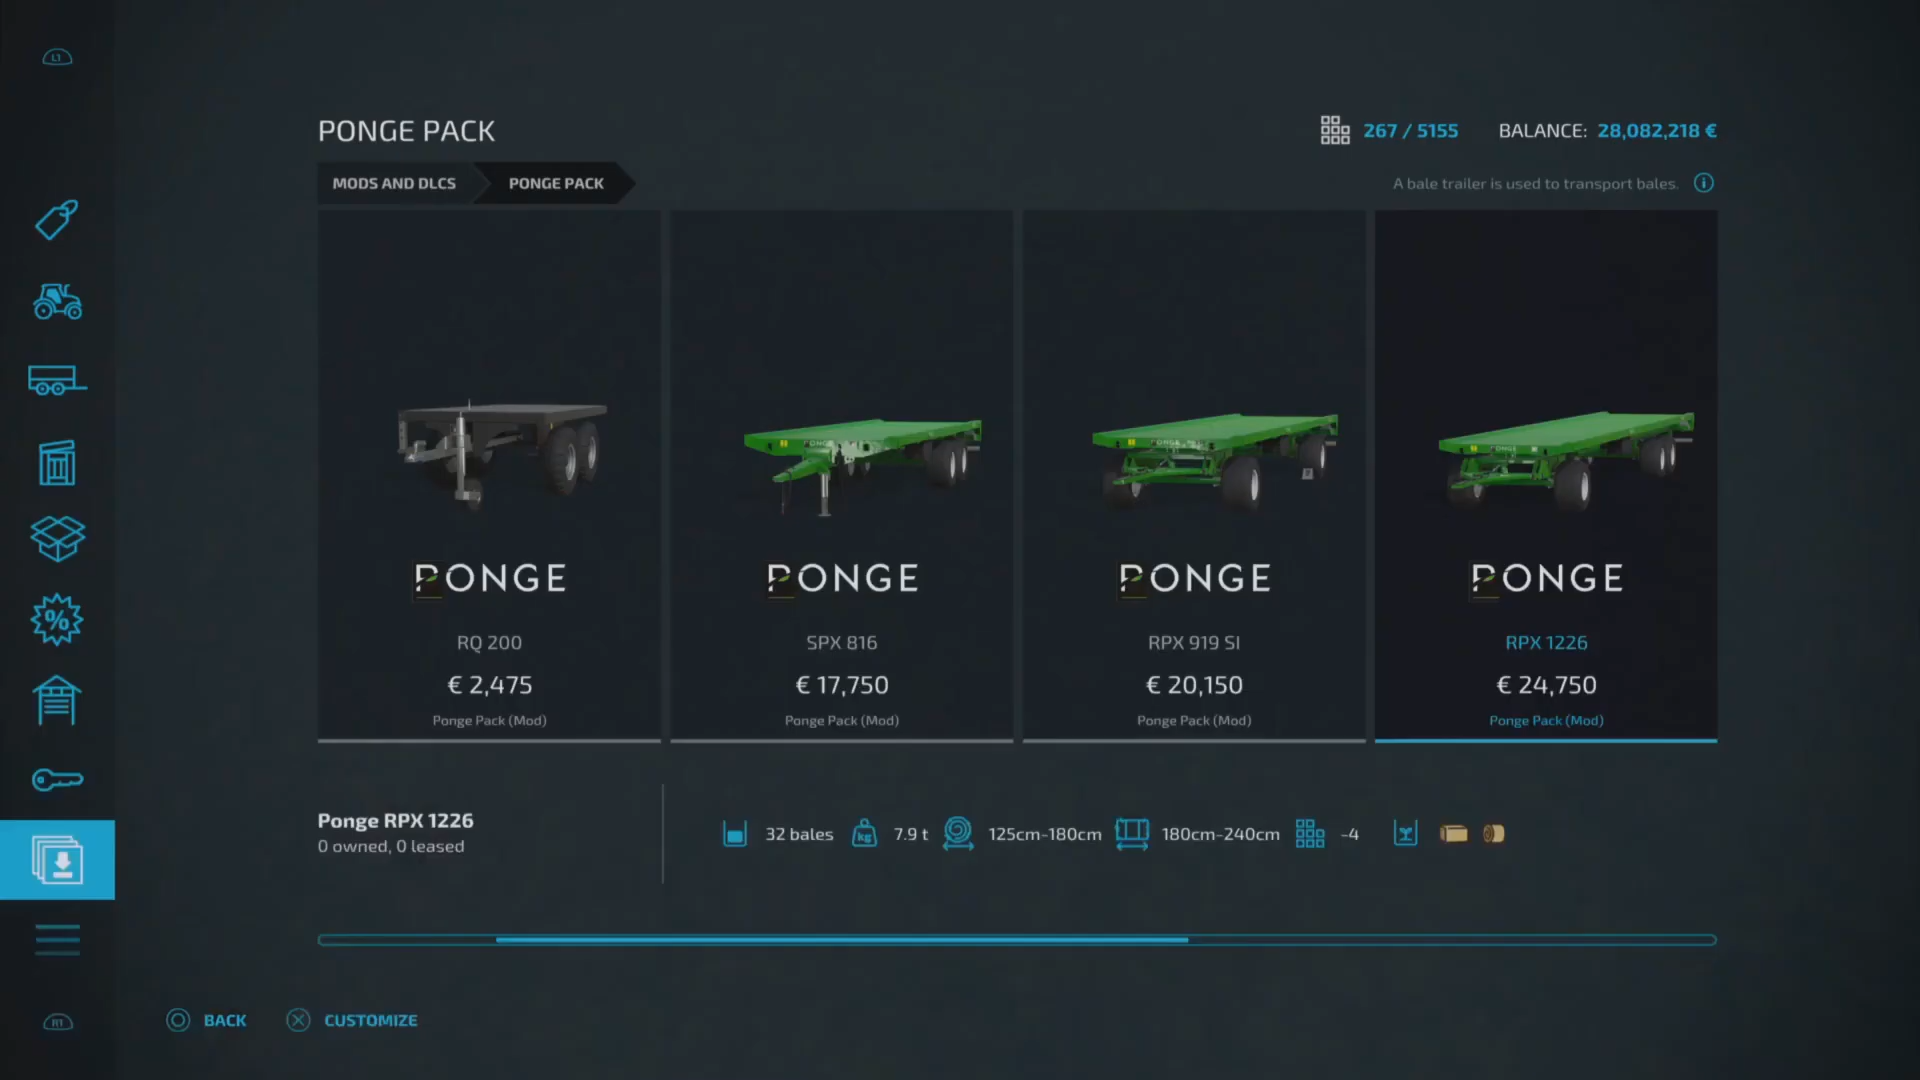 L1
PONGE PACK
267 / 5155
BALANCE: 28,082,218 €
MODS AND DLCS
PONGE PACK
A bale trailer is used to transport bales.
PONGE
RQ 200
€ 2,475
Ponge Pack (Mod)
PONGE
SPX 816
€ 17,750
Ponge Pack (Mod)
PONGE
RPX 919 SI
€ 20,150
Ponge Pack (Mod)
PONGE
RPX 1226
€ 24,750
Ponge Pack (Mod)
Ponge RPX 1226
0 owned, 0 leased
32 bales
kg 7.9 t
125cm-180cm
180cm-240cm
-4
R1
BACK
CUSTOMIZE